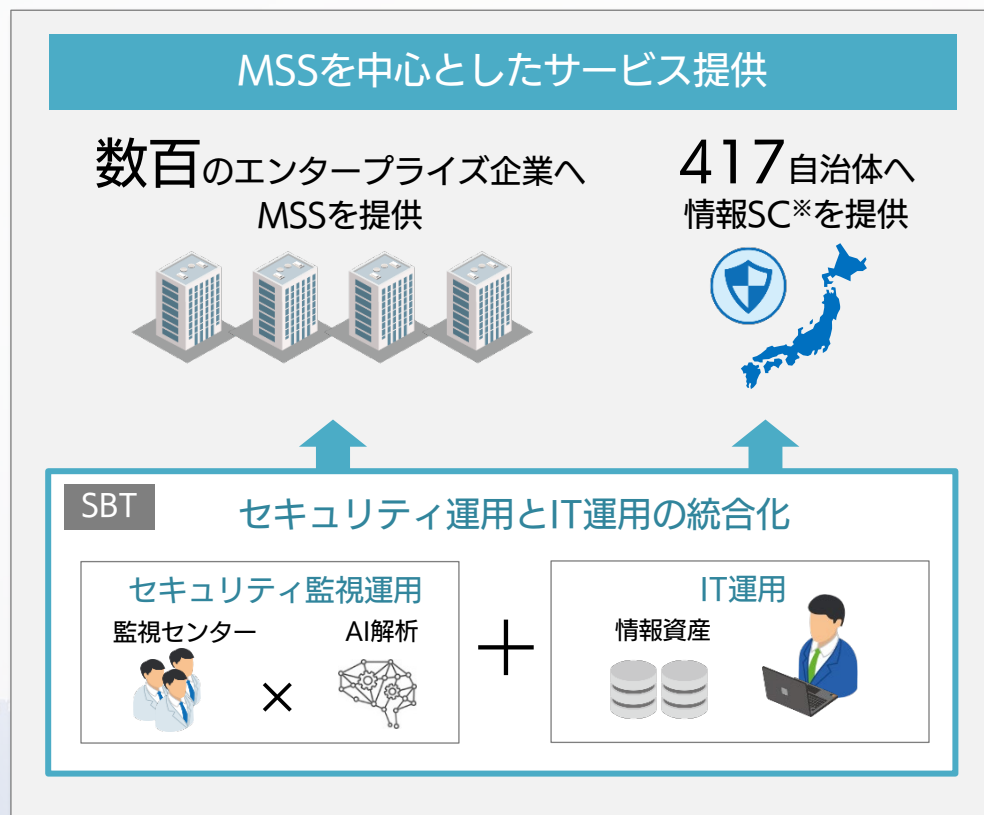 MSSを中心としたサービス提供
数百のエンタープライズ企業へ
MSSを提供
417自治体へ
情報SC※を提供
SBT
セキュリティ運用とIT運用の統合化
セキュリティ監視運用
監視センター
×
AI解析
＋
IT運用
情報資産